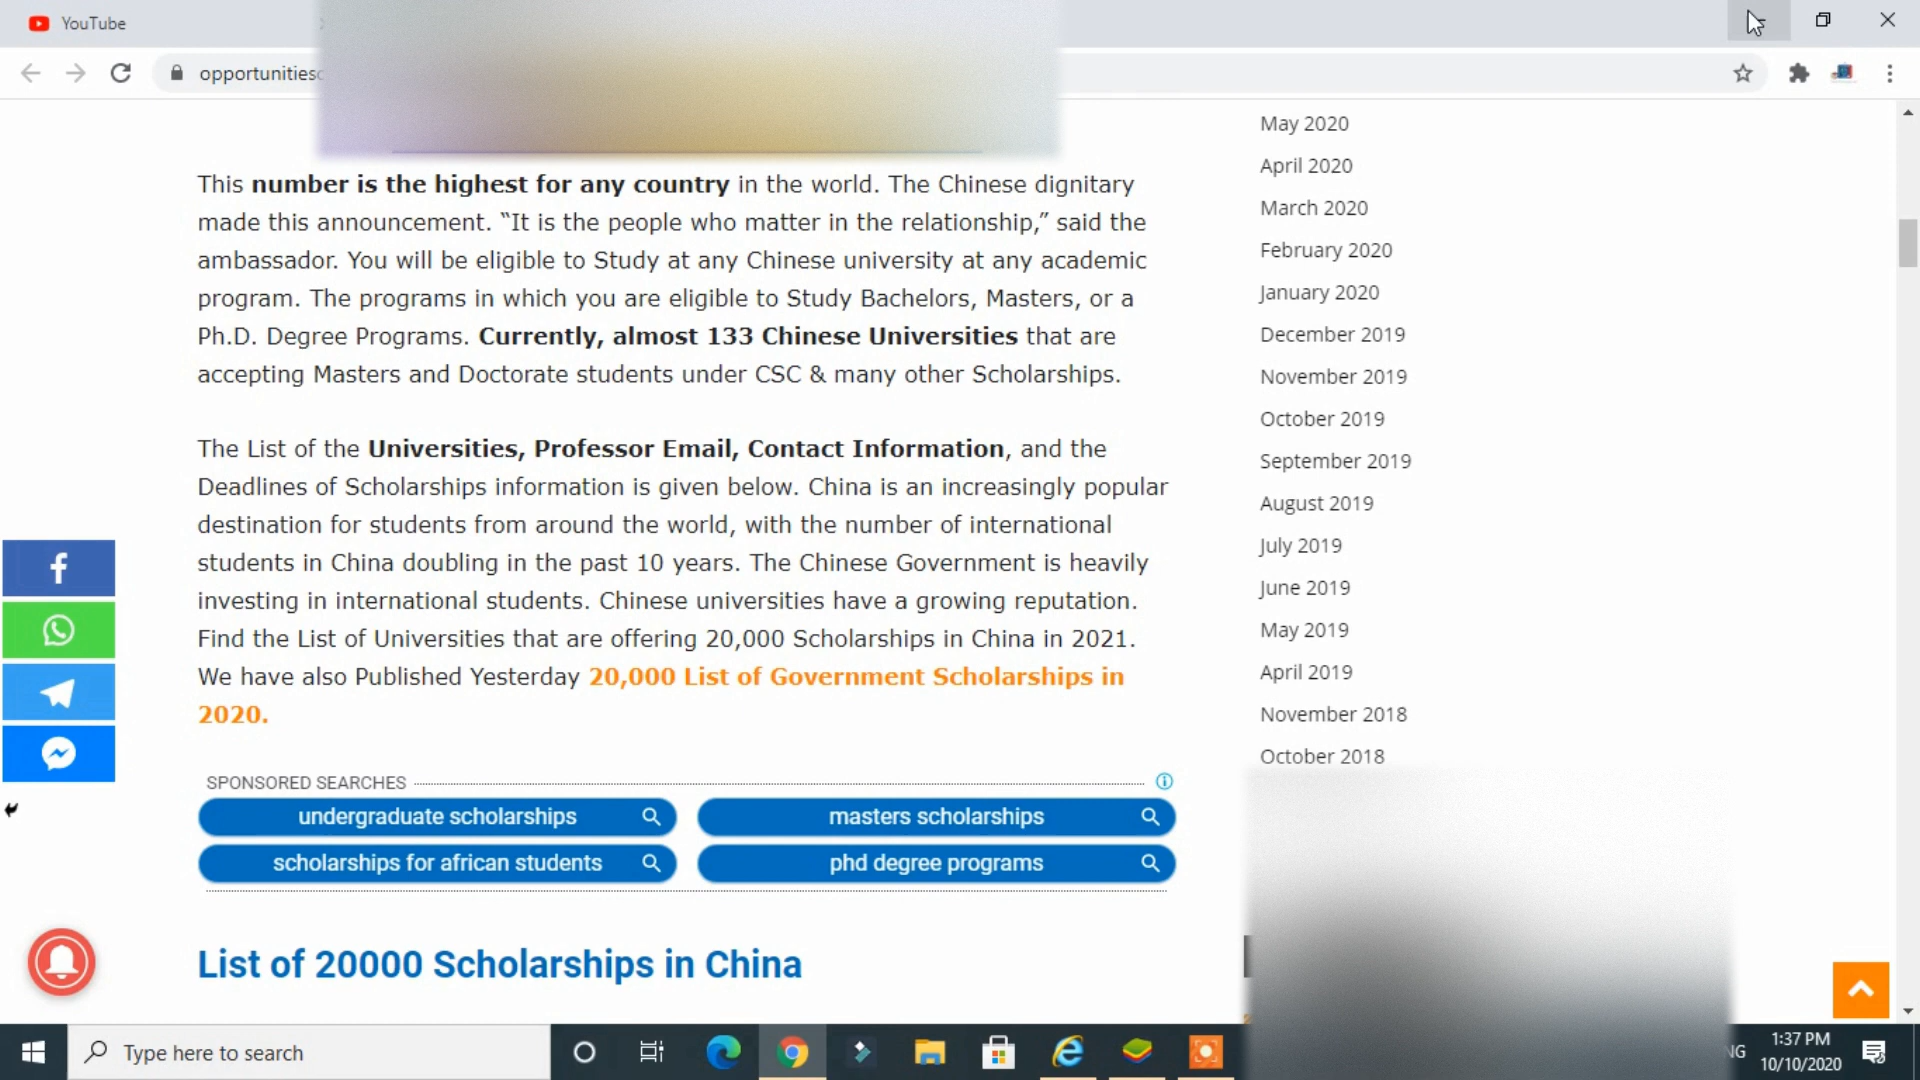 YouTube
opportunitiesc
This number is the highest for any country in the world. The Chinese dignitary
made this announcement. “It is the people who matter in the relationship,” said the
ambassador. You will be eligible to Study at any Chinese university at any academic
program. The programs in which you are eligible to Study Bachelors, Masters, or a
Ph.D. Degree Programs. Currently, almost 133 Chinese Universities that are
accepting Masters and Doctorate students under CSC & many other Scholarships.
The List of the Universities, Professor Email, Contact Information, and the
Deadlines of Scholarships information is given below. China is an increasingly popular
destination for students from around the world, with the number of international
students in China doubling in the past 10 years. The Chinese Government is heavily
investing in international students. Chinese universities have a growing reputation.
Find the List of Universities that are offering 20,000 Scholarships in China in 2021.
We have also Published Yesterday 20,000 List of Government Scholarships in
2020.
SPONSORED SEARCHES
undergraduate scholarships
masters scholarships
scholarships for african students
phd degree programs
List of 20000 Scholarships in China
May 2020
April 2020
March 2020
February 2020
January 2020
December 2019
November 2019
October 2019
September 2019
August 2019
July 2019
June 2019
May 2019
April 2019
November 2018
October 2018
Type here to search
NG
1:37 PM
10/10/2020